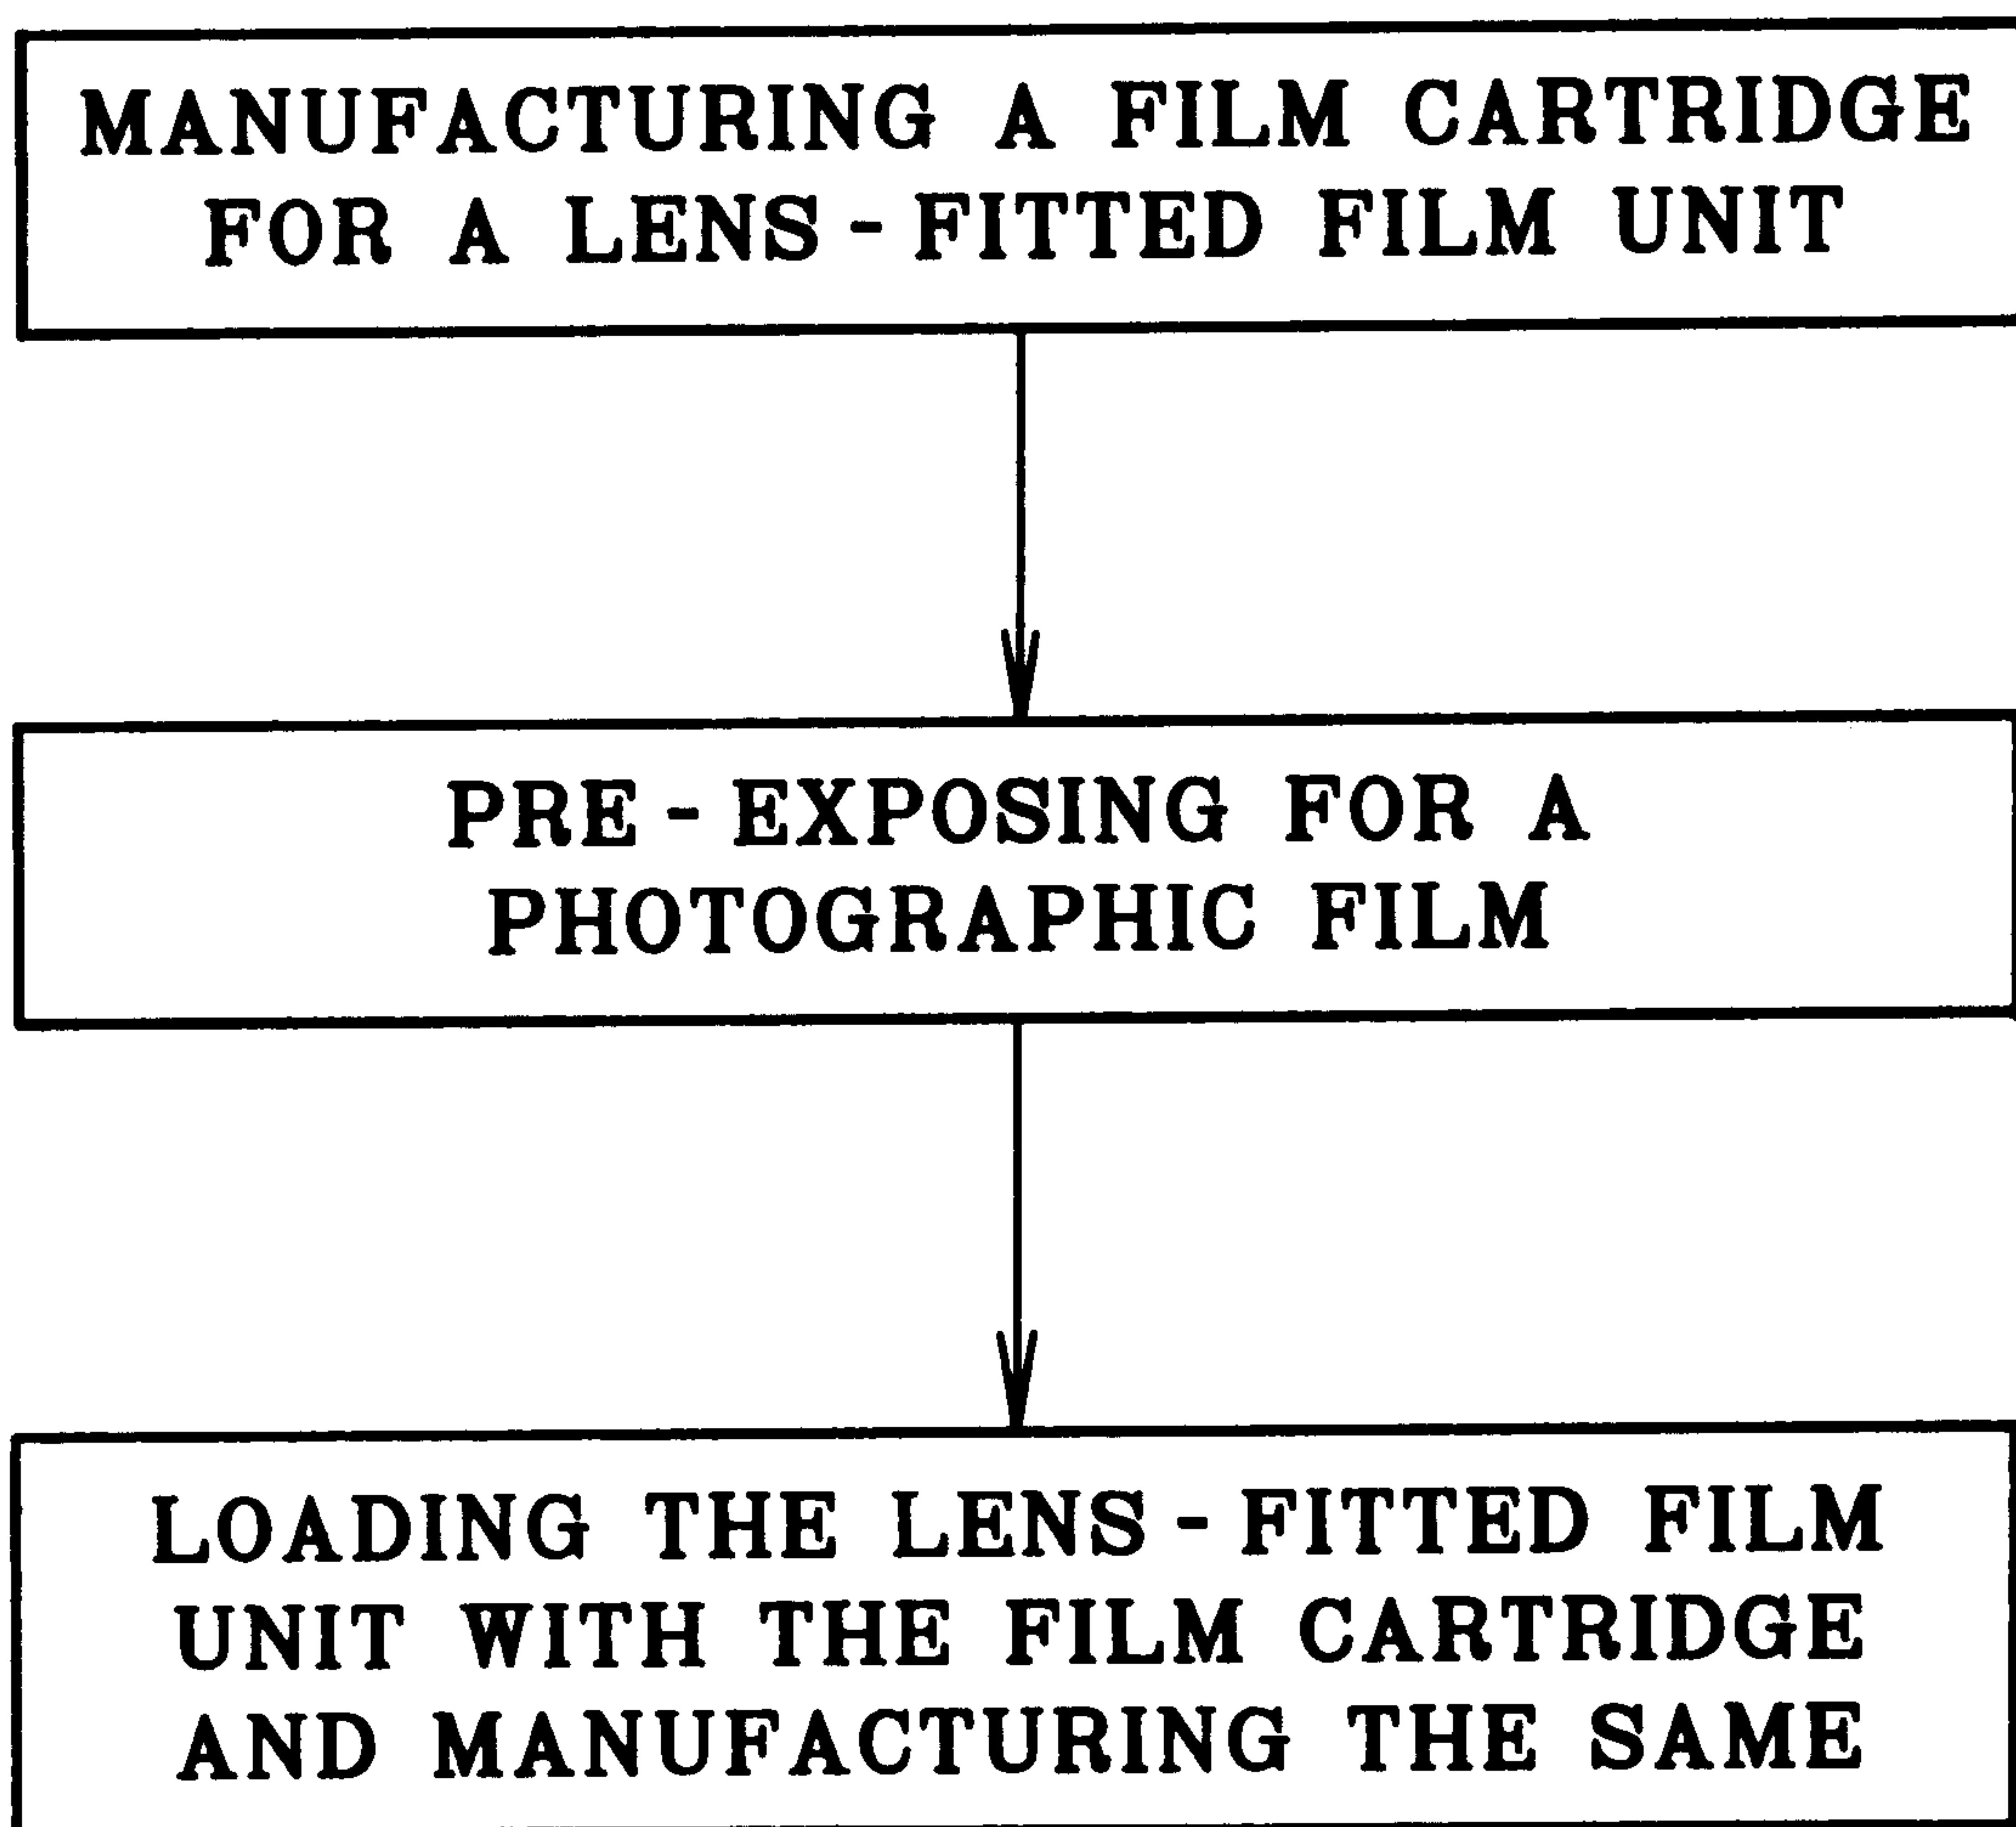 MANUFACTURING A FILM CARTRIDGE
FOR A LENS-FITTED FILM UNIT
PRE-EXPOSING FOR A
PHOTOGRAPHIC FILM
LOADING THE LENS-FITTED FILM
UNIT WITH THE FILM CARTRIDGE
AND MANUFACTURING THE SAME